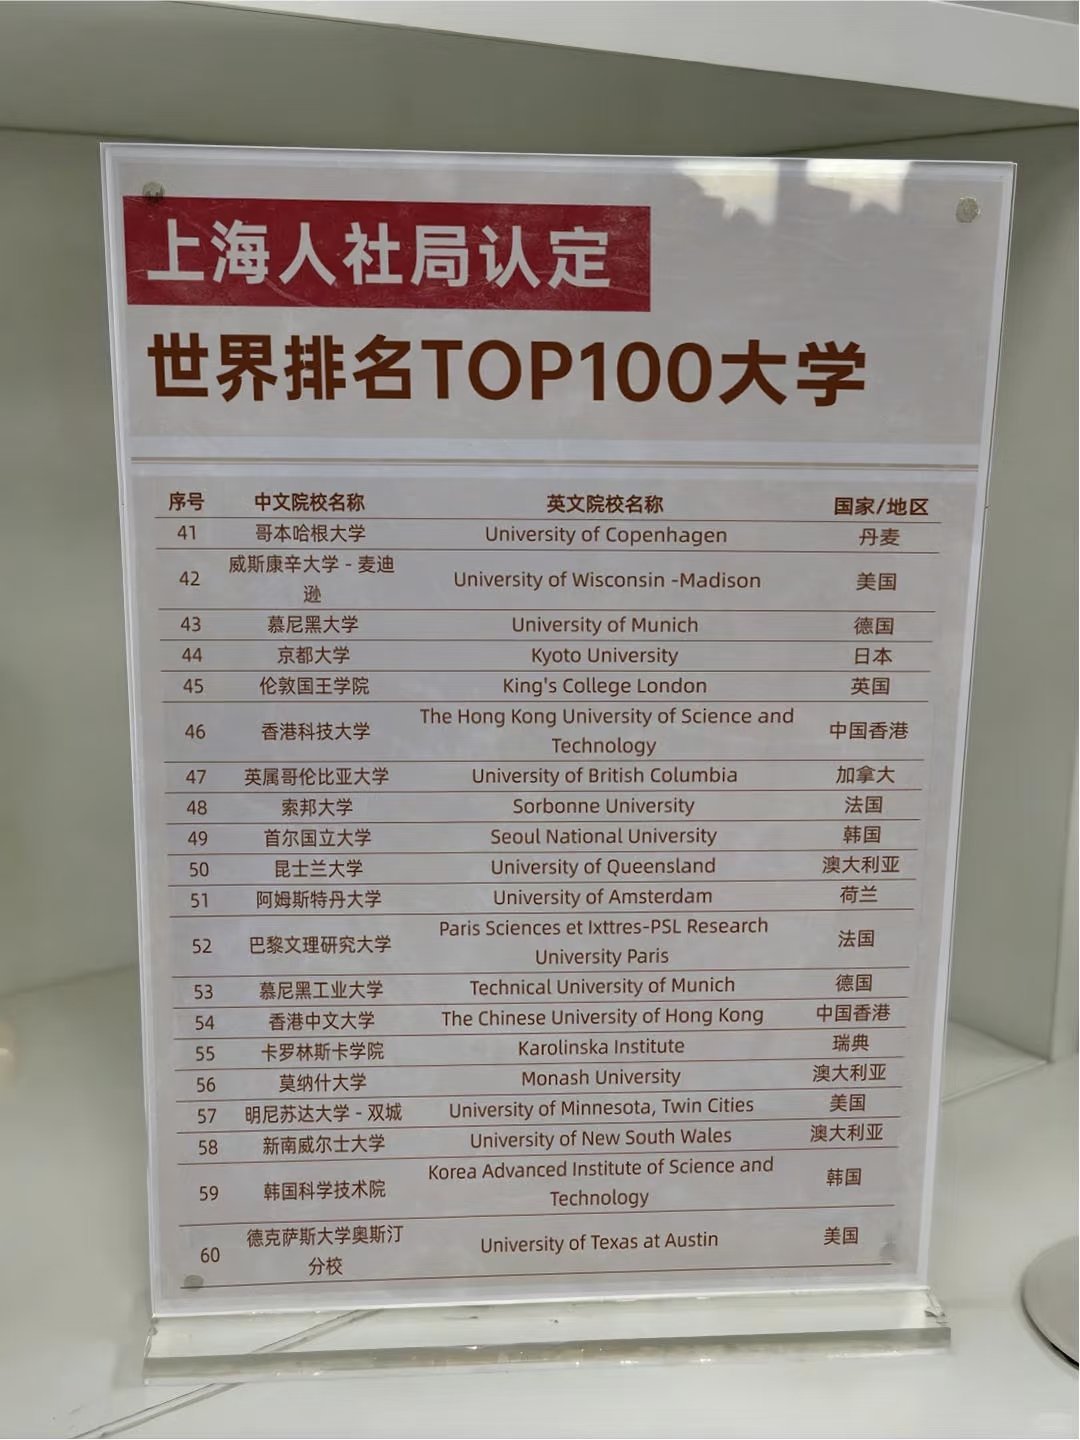 上海人社局认定
世界排名TOP100大学
序号 中文院校名称 英文院校名称 国家/地区
41 哥本哈根大学 University of Copenhagen 丹麦
42 威斯康辛大学 - 麦迪
逊 University of Wisconsin -Madison 美国
43 慕尼黑大学 University of Munich 德国
44 京都大学 Kyoto University 日本
45 伦敦国王学院 King's College London 英国
46 香港科技大学 The Hong Kong University of Science and
Technology 中国香港
47 英属哥伦比亚大学 University of British Columbia 加拿大
48 索邦大学 Sorbonne University 法国
49 首尔国立大学 Seoul National University 韩国
50 昆士兰大学 University of Queensland 澳大利亚
51 阿姆斯特丹大学 University of Amsterdam 荷兰
52 巴黎文理研究大学 Paris Sciences et lxttres-PSL Research
University Paris 法国
53 慕尼黑工业大学 Technical University of Munich 德国
54 香港中文大学 The Chinese University of Hong Kong 中国香港
55 卡罗林斯卡学院 Karolinska Institute 瑞典
56 莫纳什大学 Monash University 澳大利亚
57 明尼苏达大学 - 双城 University of Minnesota, Twin Cities 美国
58 新南威尔士大学 University of New South Wales 澳大利亚
59 韩国科学技术院 Korea Advanced Institute of Science and
Technology 韩国
60 德克萨斯大学奥斯汀
分校 University of Texas at Austin 美国